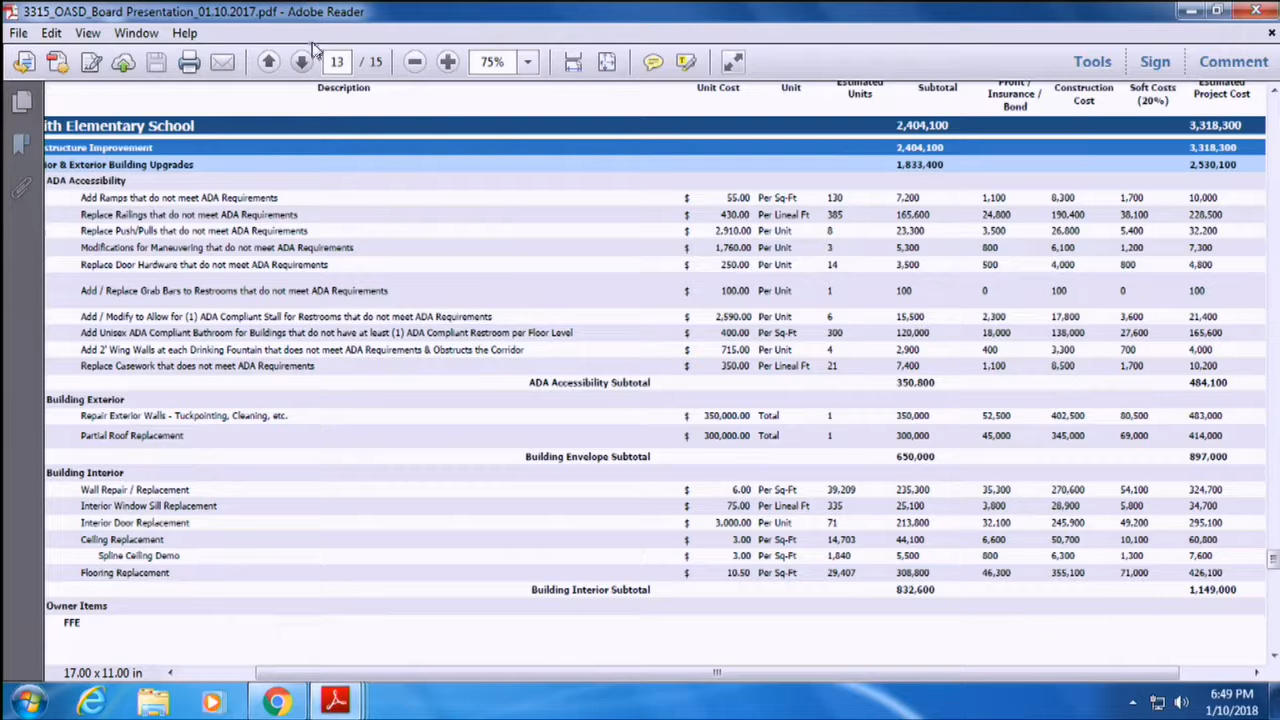 3315_OASD_Board Presentation_01.10.2017.pdf - Adobe Reader
File Edit View Window Help
13 / 15 75% Tools Sign Comment
Description Unit Cost Unit Estimated Units Subtotal Profit / Insurance / Bond Construction Cost Soft Costs (20%) Estimated Project Cost
ith Elementary School 2,404,100 3,318,300
structure Improvement 2,404,100 3,318,300
ior & Exterior Building Upgrades 1,833,400 2,530,100
ADA Accessibility
Add Ramps that do not meet ADA Requirements $ 55.00 Per Sq-Ft 130 7,200 1,100 8,300 1,700 10,000
Replace Railings that do not meet ADA Requirements $ 430.00 Per Lineal Ft 385 165,600 24,800 190,400 38,100 228,500
Replace Push/Pulls that do not meet ADA Requirements $ 2,910.00 Per Unit 8 23,300 3,500 26,800 5,400 32,200
Modifications for Maneuvering that do not meet ADA Requirements $ 1,760.00 Per Unit 3 5,300 800 6,100 1,200 7,300
Replace Door Hardware that do not meet ADA Requirements $ 250.00 Per Unit 14 3,500 500 4,000 800 4,800
Add / Replace Grab Bars to Restrooms that do not meet ADA Requirements $ 100.00 Per Unit 1 100 0 100 0 100
Add / Modify to Allow for (1) ADA Compliant Stall for Restrooms that do not meet ADA Requirements $ 2,590.00 Per Unit 6 15,500 2,300 17,800 3,600 21,400
Add Unisex ADA Compliant Bathroom for Buildings that do not have at least (1) ADA Compliant Restroom per Floor Level $ 400.00 Per Sq-Ft 300 120,000 18,000 138,000 27,600 165,600
Add 2' Wing Walls at each Drinking Fountain that does not meet ADA Requirements & Obstructs the Corridor $ 715.00 Per Unit 4 2,900 400 3,300 700 4,000
Replace Casework that does not meet ADA Requirements $ 350.00 Per Lineal Ft 21 7,400 1,100 8,500 1,700 10,200
ADA Accessibility Subtotal 350,800 484,100
Building Exterior
Repair Exterior Walls - Tuckpointing, Cleaning, etc. $ 350,000.00 Total 1 350,000 52,500 402,500 80,500 483,000
Partial Roof Replacement $ 300,000.00 Total 1 300,000 45,000 345,000 69,000 414,000
Building Envelope Subtotal 650,000 897,000
Building Interior
Wall Repair / Replacement $ 6.00 Per Sq-Ft 39,209 235,300 35,300 270,600 54,100 324,700
Interior Window Sill Replacement $ 75.00 Per Lineal Ft 335 25,100 3,800 28,900 5,800 34,700
Interior Door Replacement $ 3,000.00 Per Unit 71 213,800 32,100 245,900 49,200 295,100
Ceiling Replacement $ 3.00 Per Sq-Ft 14,703 44,100 6,600 50,700 10,100 60,800
Spline Ceiling Demo $ 3.00 Per Sq-Ft 1,840 5,500 800 6,300 1,300 7,600
Flooring Replacement $ 10.50 Per Sq-Ft 29,407 308,800 46,300 355,100 71,000 426,100
Building Interior Subtotal 832,600 1,149,000
Owner Items
FFE
17.00 x 11.00 in
6:49 PM
1/10/2018